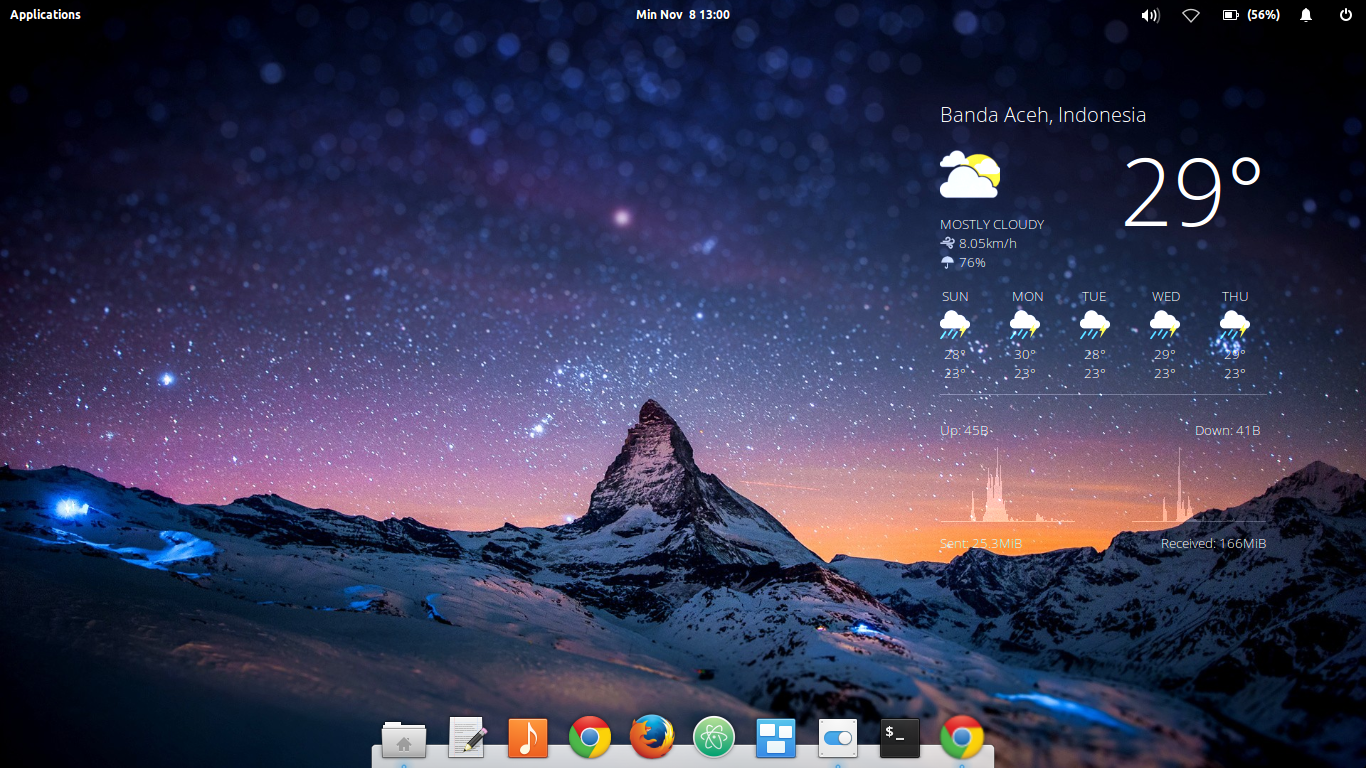 Applications
Min Nov 8 13:00
(56%)
Banda Aceh, Indonesia
29°
MOSTLY CLOUDY
8.05km/h
76%
SUN MON TUE WED THU
28° 30° 28° 29° 29°
23° 23° 23° 23° 23°
Up: 45B Down: 41B
Sent: 25.3MiB Received: 166MiB
$_